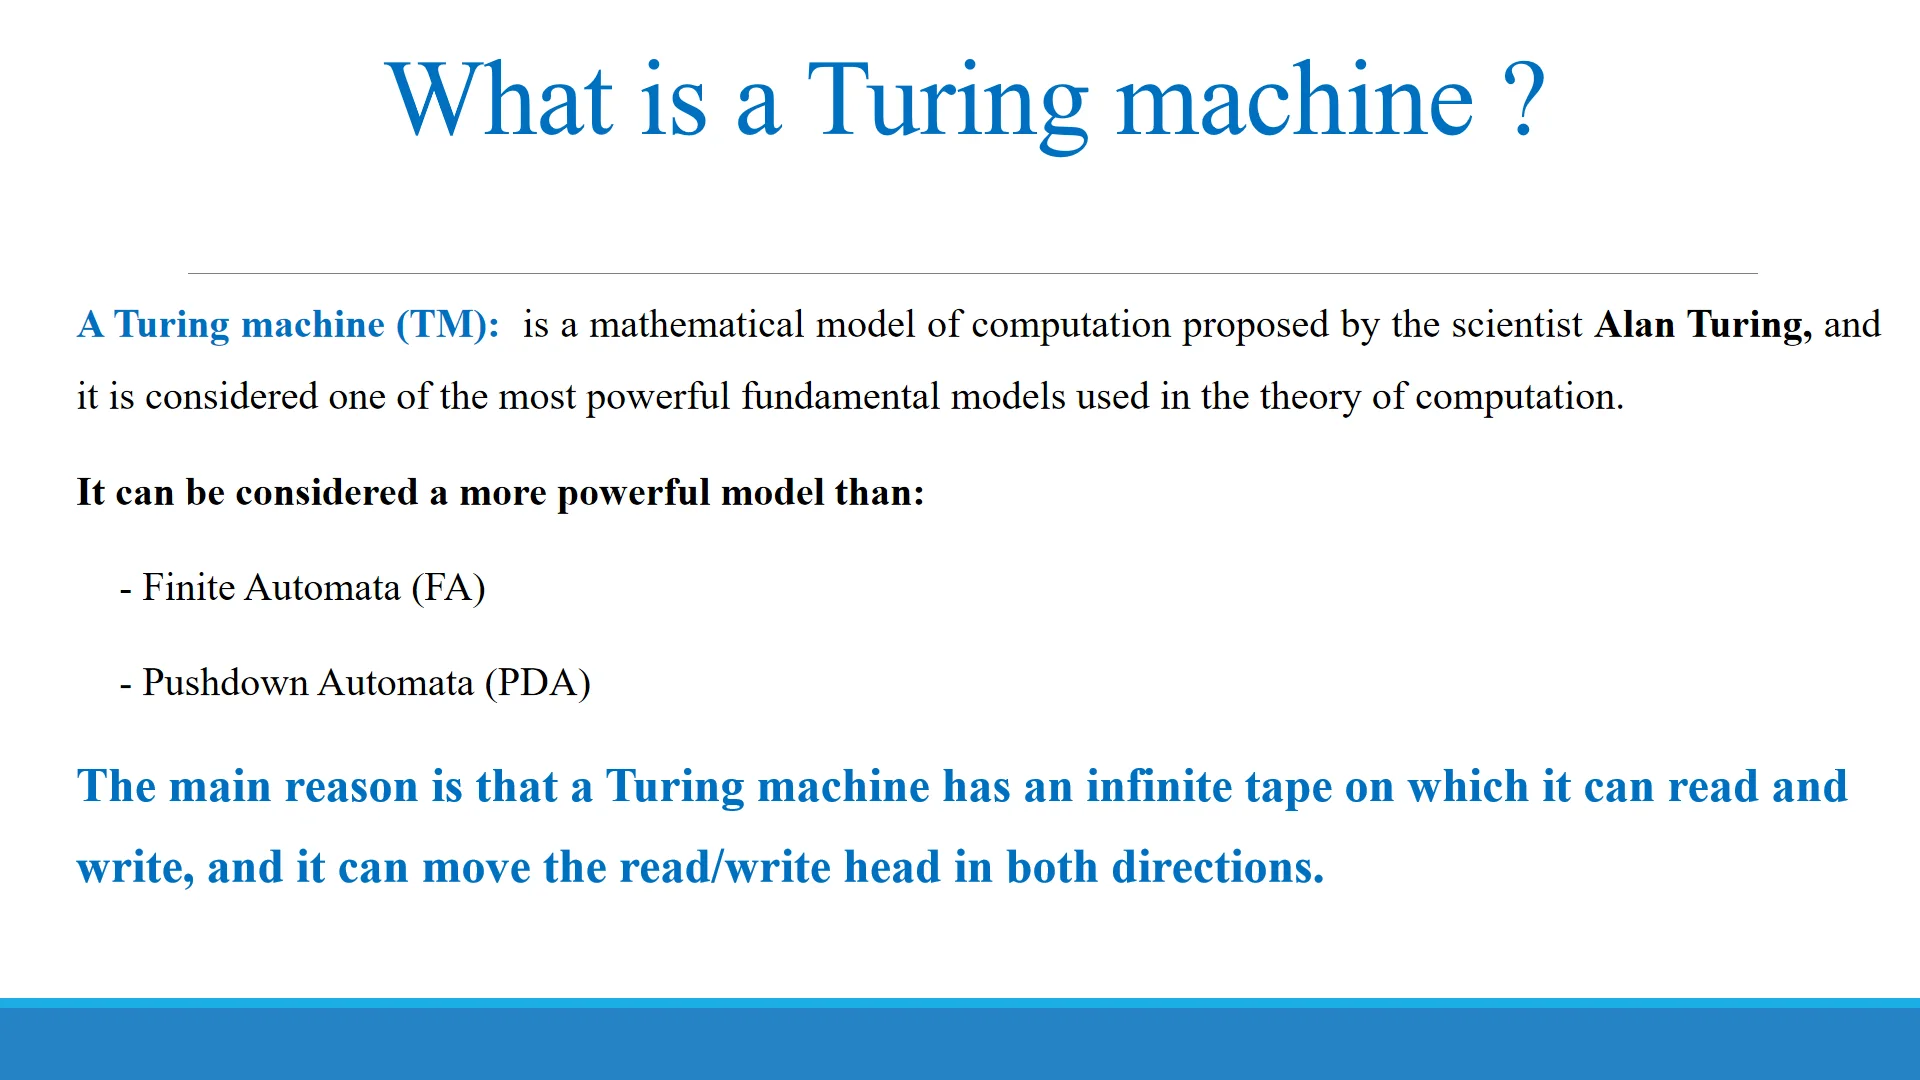 What is a Turing machine ?
A Turing machine (TM): is a mathematical model of computation proposed by the scientist Alan Turing, and
it is considered one of the most powerful fundamental models used in the theory of computation.
It can be considered a more powerful model than:
- Finite Automata (FA)
- Pushdown Automata (PDA)
The main reason is that a Turing machine has an infinite tape on which it can read and
write, and it can move the read/write head in both directions.